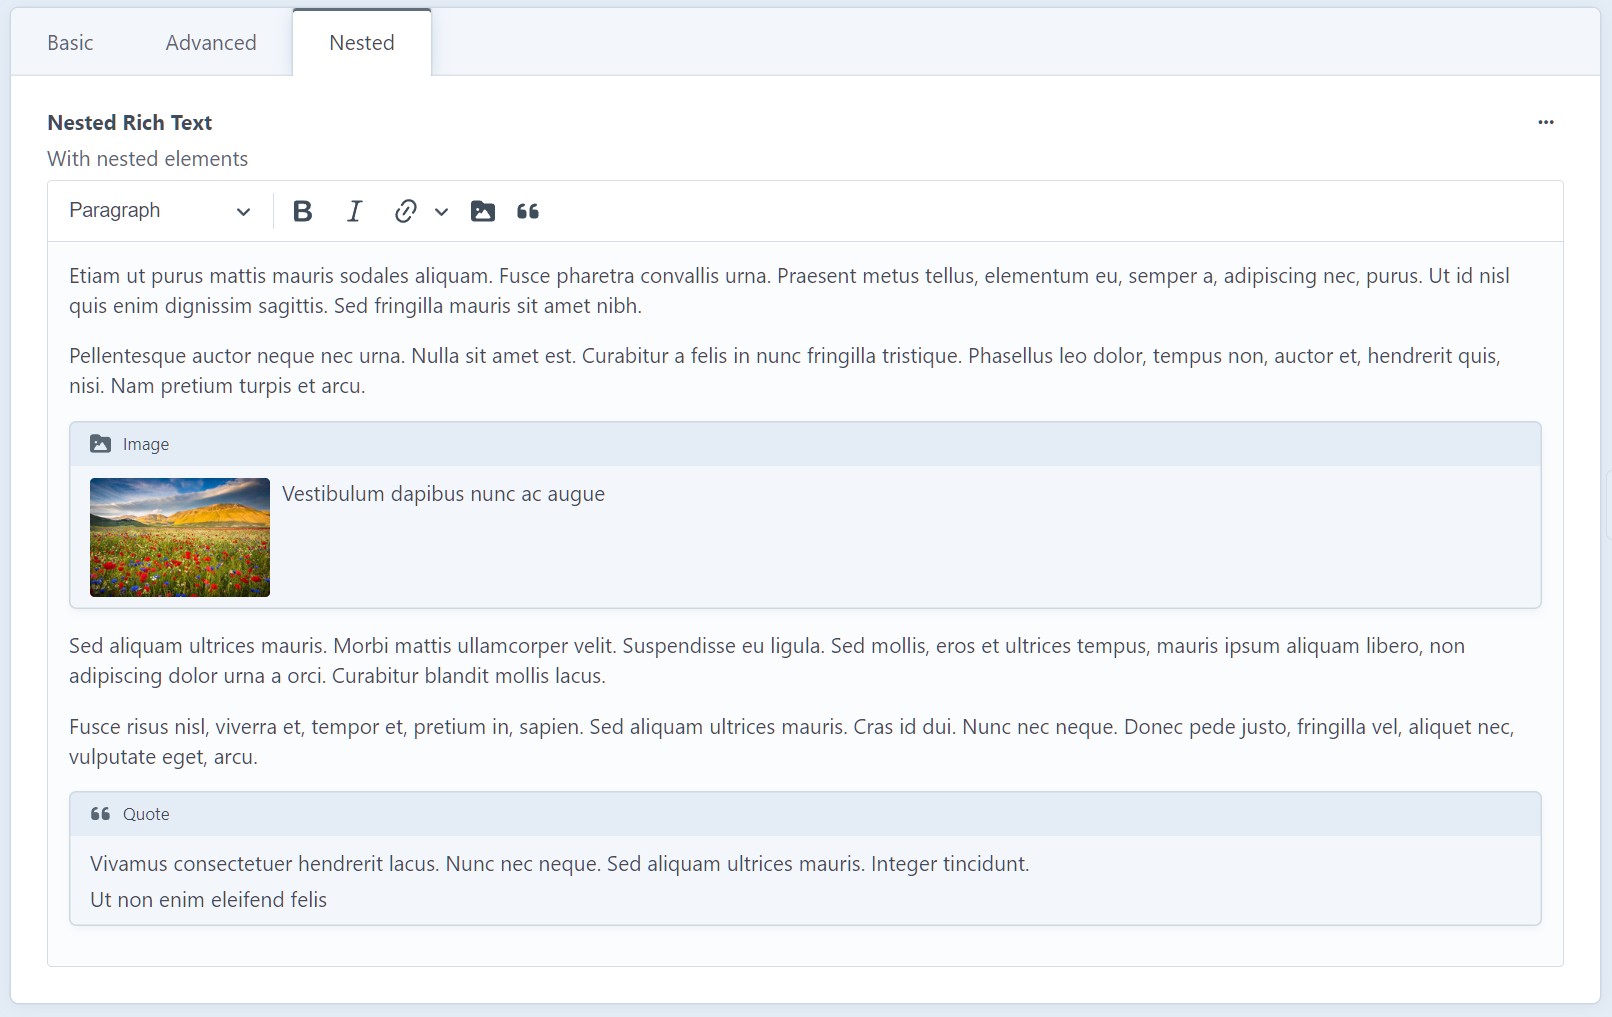 Basic
Advanced
Nested
Nested Rich Text
With nested elements
Paragraph
B I
Etiam ut purus mattis mauris sodales aliquam. Fusce pharetra convallis urna. Praesent metus tellus, elementum eu, semper a, adipiscing nec, purus. Ut id nisl
quis enim dignissim sagittis. Sed fringilla mauris sit amet nibh.
Pellentesque auctor neque nec urna. Nulla sit amet est. Curabitur a felis in nunc fringilla tristique. Phasellus leo dolor, tempus non, auctor et, hendrerit quis,
nisi. Nam pretium turpis et arcu.
Image
Vestibulum dapibus nunc ac augue
Sed aliquam ultrices mauris. Morbi mattis ullamcorper velit. Suspendisse eu ligula. Sed mollis, eros et ultrices tempus, mauris ipsum aliquam libero, non
adipiscing dolor urna a orci. Curabitur blandit mollis lacus.
Fusce risus nisl, viverra et, tempor et, pretium in, sapien. Sed aliquam ultrices mauris. Cras id dui. Nunc nec neque. Donec pede justo, fringilla vel, aliquet nec,
vulputate eget, arcu.
Quote
Vivamus consectetuer hendrerit lacus. Nunc nec neque. Sed aliquam ultrices mauris. Integer tincidunt.
Ut non enim eleifend felis